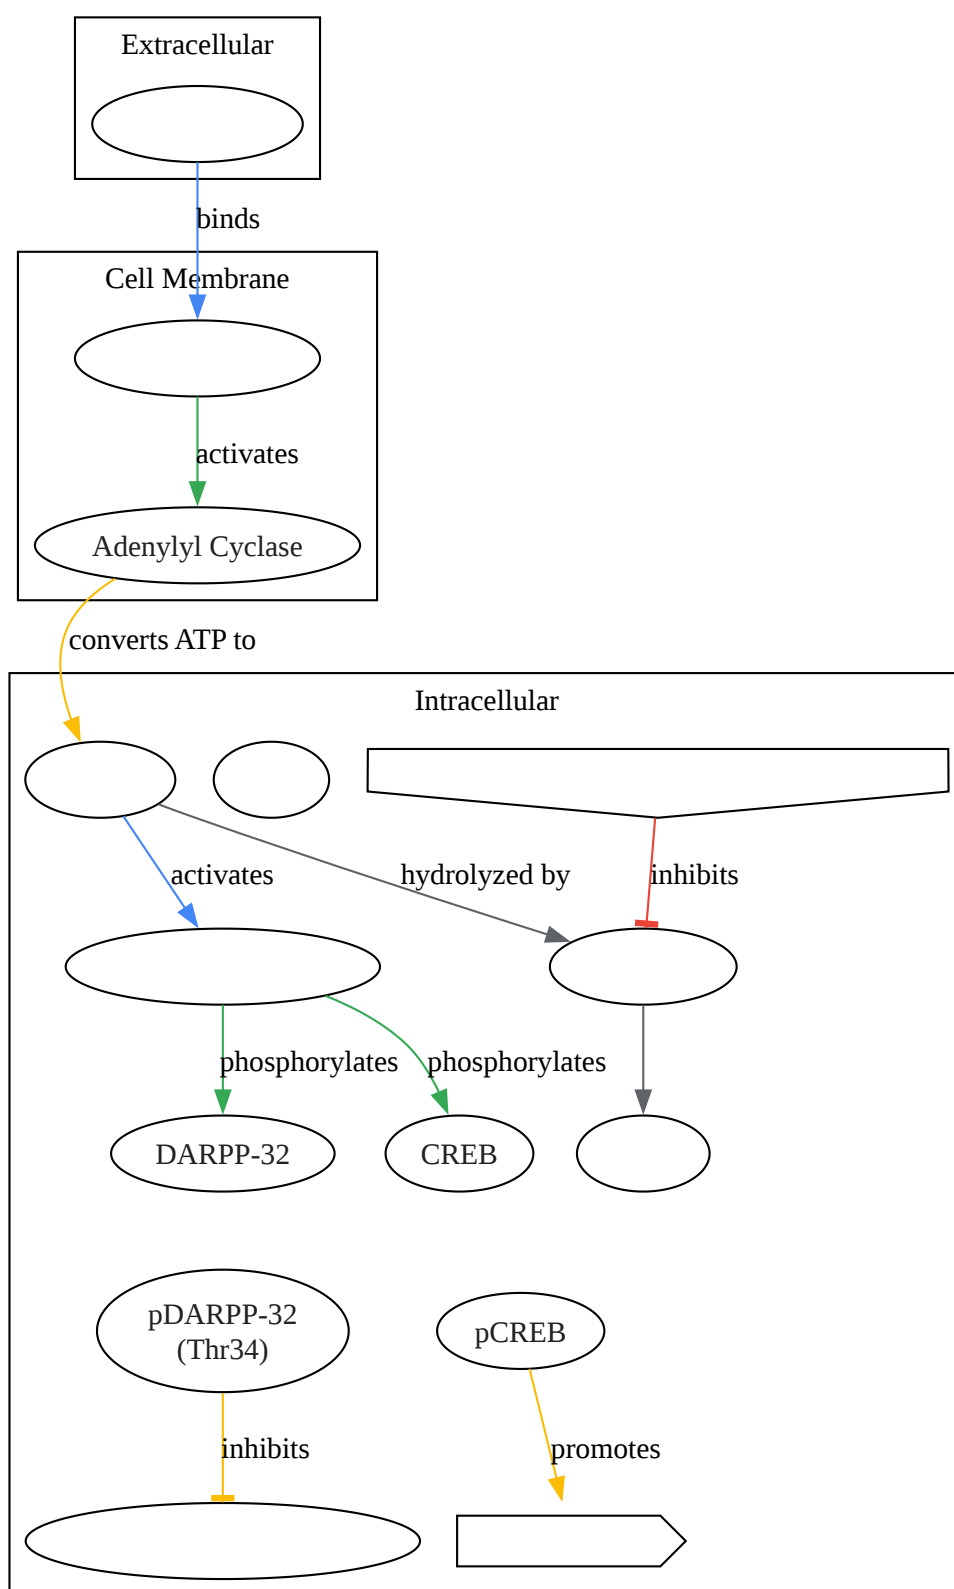 Extracellular
binds
Cell Membrane
activates
Adenylyl Cyclase
converts ATP to
Intracellular
activates
hydrolyzed by
inhibits
phosphorylates
phosphorylates
DARPP-32
CREB
pDARPP-32
(Thr34)
pCREB
inhibits
promotes